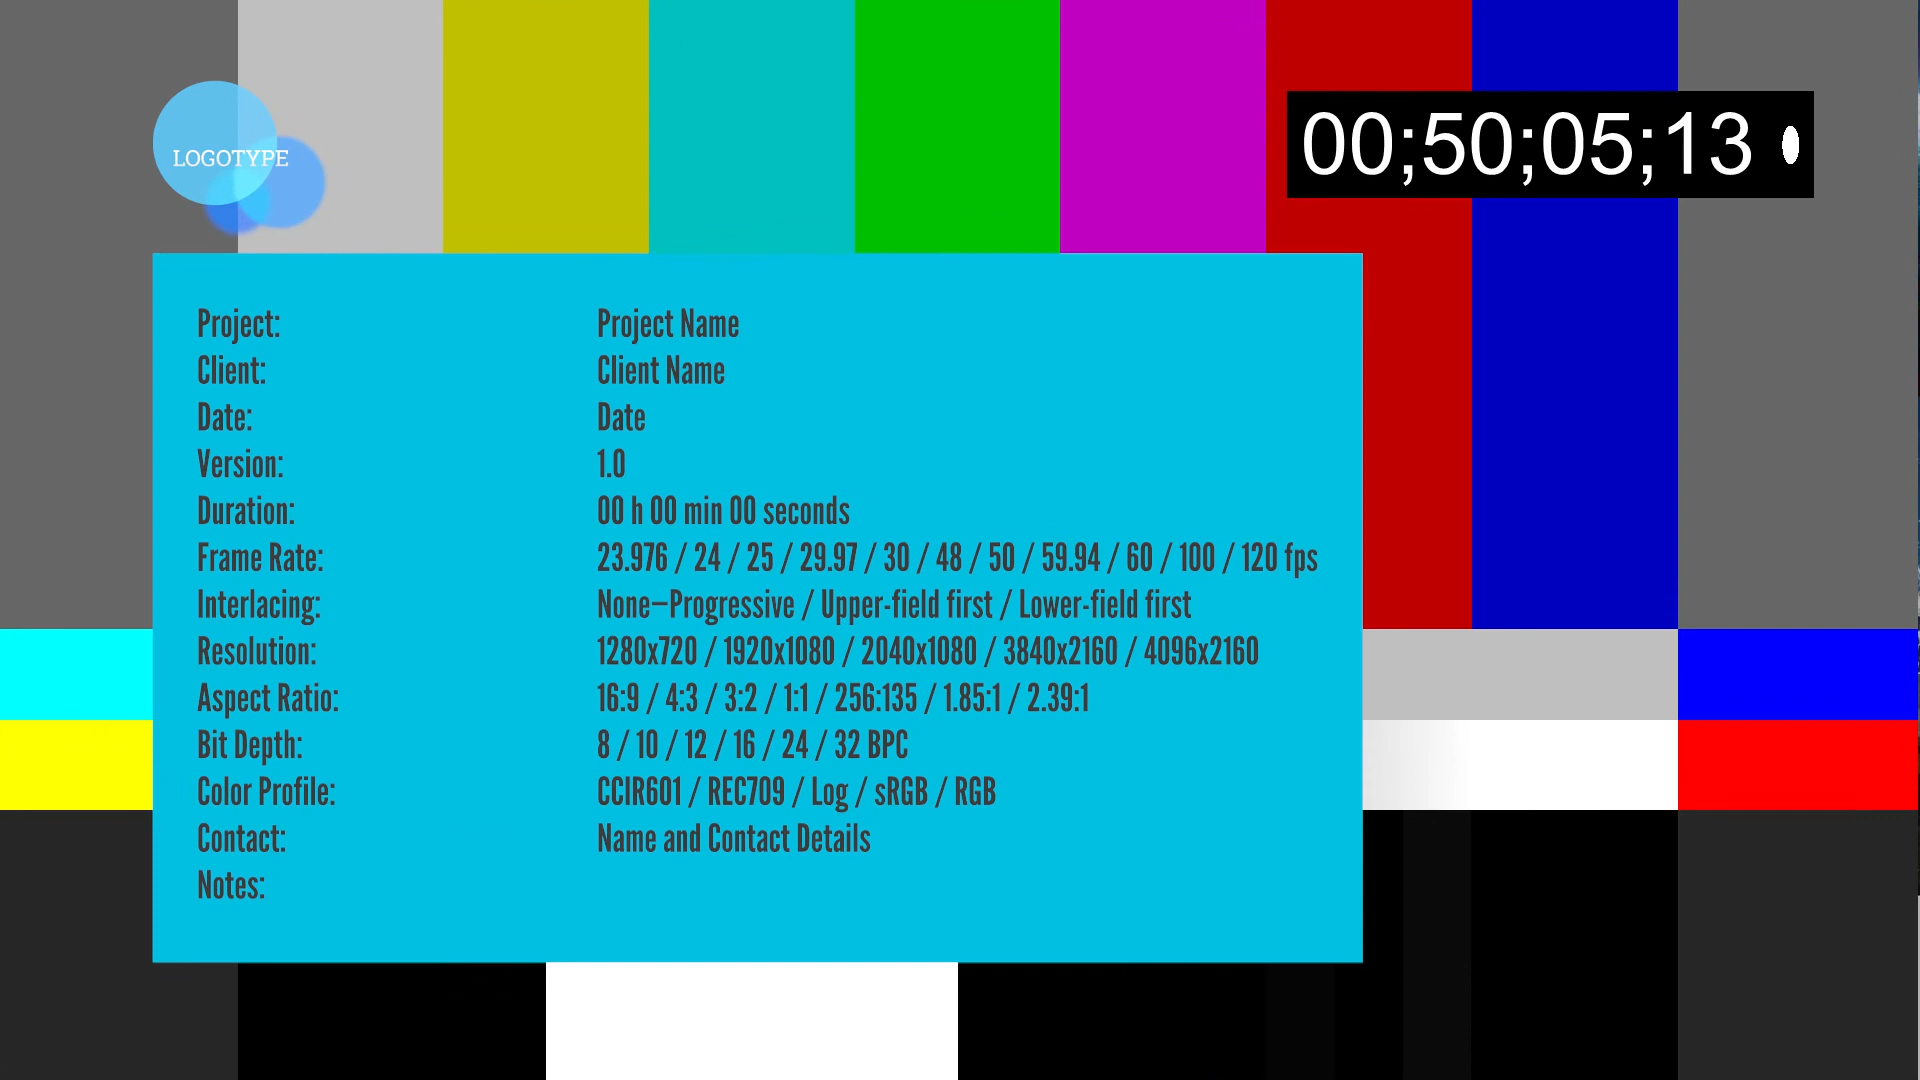 LOGOTYPE
00;50;05;13
Project: Project Name
Client: Client Name
Date: Date
Version: 1.0
Duration: 00 h 00 min 00 seconds
Frame Rate: 23.976 / 24 / 25 / 29.97 / 30 / 48 / 50 / 59.94 / 60 / 100 / 120 fps
Interlacing: None–Progressive / Upper-field first / Lower-field first
Resolution: 1280x720 / 1920x1080 / 2040x1080 / 3840x2160 / 4096x2160
Aspect Ratio: 16:9 / 4:3 / 3:2 / 1:1 / 256:135 / 1.85:1 / 2.39:1
Bit Depth: 8 / 10 / 12 / 16 / 24 / 32 BPC
Color Profile: CCIR601 / REC709 / Log / sRGB / RGB
Contact: Name and Contact Details
Notes: